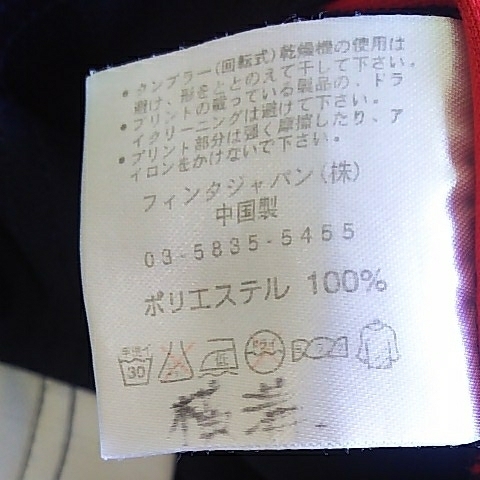 • タンブラー(回転式)乾燥機の使用は
避け、形をととのえて干して下さい。
• プリントの載っている製品の、ドラ
イクリーニングは避けて下さい。
• プリント部分は強く摩擦したり、ア
イロンをかけないで下さい。
フィンタジャパン(株)
中国製
03-5835-5455
ポリエステル 100%
手洗イ
30
低